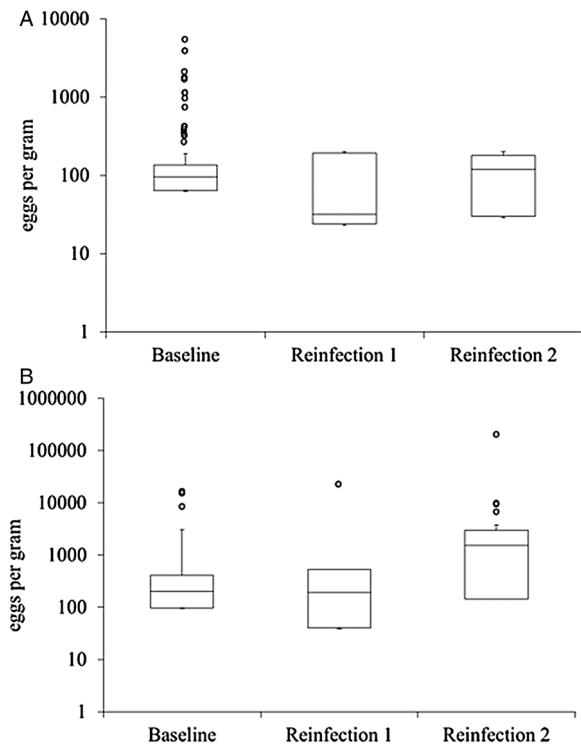 A
10000
1000
100
10
1
eggs per gram
Baseline Reinfection 1 Reinfection 2
B
1000000
100000
10000
1000
100
10
1
eggs per gram
Baseline Reinfection 1 Reinfection 2